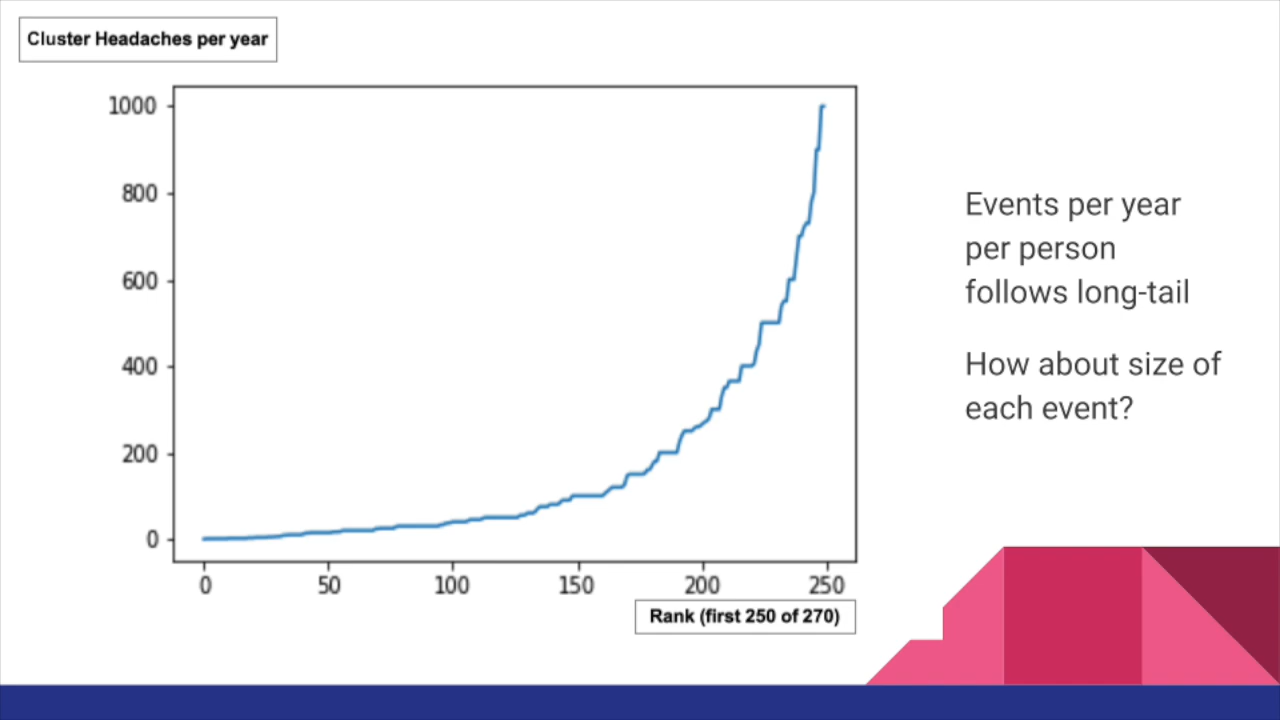 Cluster Headaches per year
1000
800
600
400
200
0
0 50 100 150 200 250
Rank (first 250 of 270)
Events per year
per person
follows long-tail
How about size of
each event?